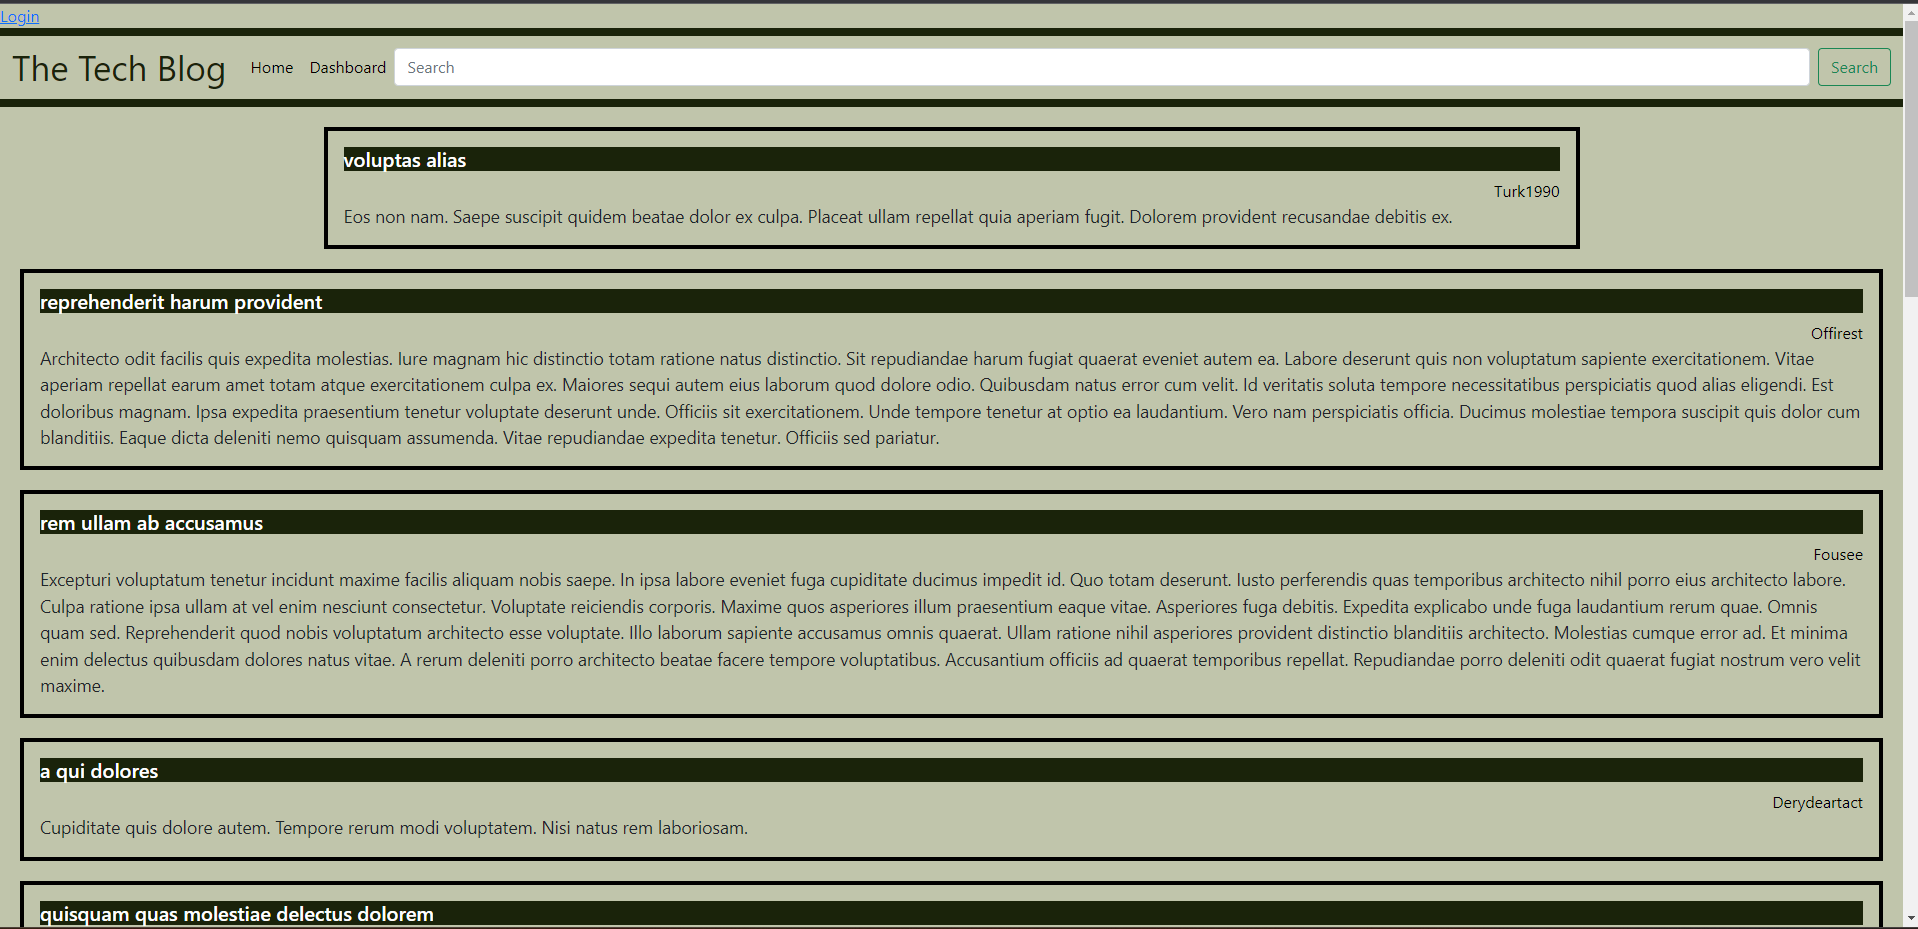 Login
The Tech Blog Home Dashboard Search Search
voluptas alias
Turk1990
Eos non nam. Saepe suscipit quidem beatae dolor ex culpa. Placeat ullam repellat quia aperiam fugit. Dolorem provident recusandae debitis ex.
reprehenderit harum provident
Offirest
Architecto odit facilis quis expedita molestias. Iure magnam hic distinctio totam ratione natus distinctio. Sit repudiandae harum fugiat quaerat eveniet autem ea. Labore deserunt quis non voluptatum sapiente exercitationem. Vitae
aperiam repellat earum amet totam atque exercitationem culpa ex. Maiores sequi autem eius laborum quod dolore odio. Quibusdam natus error cum velit. Id veritatis soluta tempore necessitatibus perspiciatis quod alias eligendi. Est
doloribus magnam. Ipsa expedita praesentium tenetur voluptate deserunt unde. Officiis sit exercitationem. Unde tempore tenetur at optio ea laudantium. Vero nam perspiciatis officia. Ducimus molestiae tempora suscipit quis dolor cum
blanditiis. Eaque dicta deleniti nemo quisquam assumenda. Vitae repudiandae expedita tenetur. Officiis sed pariatur.
rem ullam ab accusamus
Fousee
Excepturi voluptatum tenetur incidunt maxime facilis aliquam nobis saepe. In ipsa labore eveniet fuga cupiditate ducimus impedit id. Quo totam deserunt. Iusto perferendis quas temporibus architecto nihil porro eius architecto labore.
Culpa ratione ipsa ullam at vel enim nesciunt consectetur. Voluptate reiciendis corporis. Maxime quos asperiores illum praesentium eaque vitae. Asperiores fuga debitis. Expedita explicabo unde fuga laudantium rerum quae. Omnis
quam sed. Reprehenderit quod nobis voluptatum architecto esse voluptate. Illo laborum sapiente accusamus omnis quaerat. Ullam ratione nihil asperiores provident distinctio blanditiis architecto. Molestias cumque error ad. Et minima
enim delectus quibusdam dolores natus vitae. A rerum deleniti porro architecto beatae facere tempore voluptatibus. Accusantium officiis ad quaerat temporibus repellat. Repudiandae porro deleniti odit quaerat fugiat nostrum vero velit
maxime.
a qui dolores
Derydeartact
Cupiditate quis dolore autem. Tempore rerum modi voluptatem. Nisi natus rem laboriosam.
quisquam quas molestiae delectus dolorem